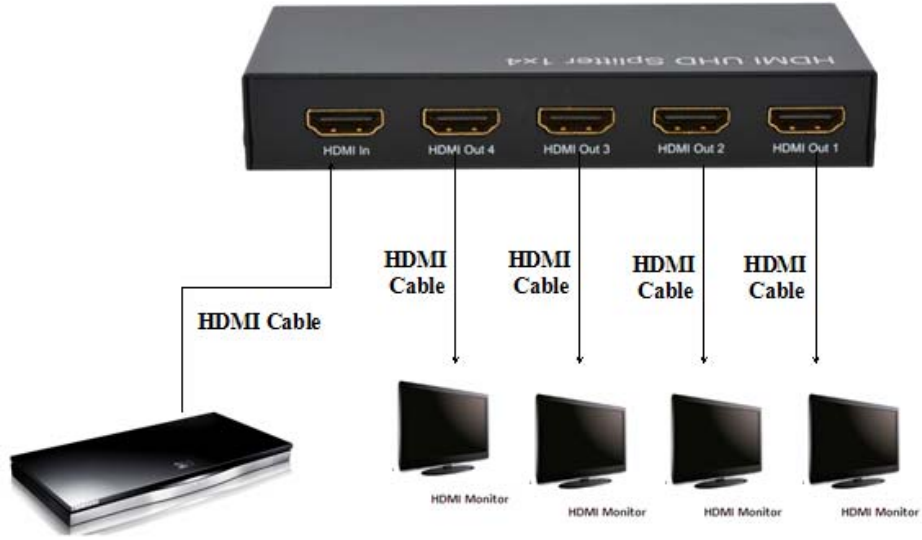 HDMI UHD Splitter 1x4
HDMI In
HDMI Out 4
HDMI Out 3
HDMI Out 2
HDMI Out 1
HDMI
Cable
HDMI
Cable
HDMI
Cable
HDMI
Cable
HDMI Cable
HDMI Monitor
HDMI Monitor
HDMI Monitor
HDMI Monitor